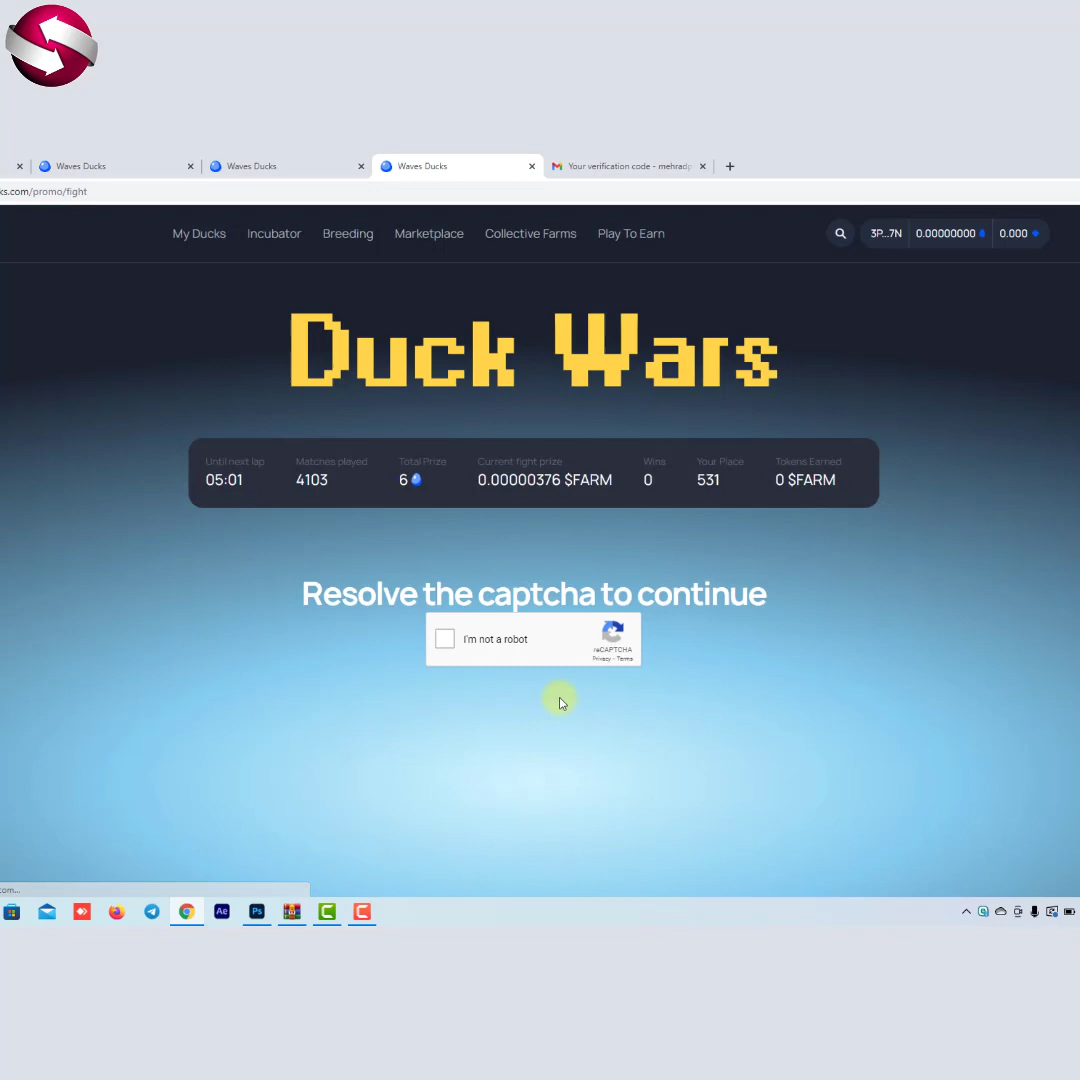 Waves Ducks
Waves Ducks
Waves Ducks
Your verification code - mehradp
ks.com/promo/fight
My Ducks
Incubator
Breeding
Marketplace
Collective Farms
Play To Earn
3P...7N
0.00000000
0.000
Duck Wars
Until next lap
Matches played
Total Prize
Current fight prize
Wins
Your Place
Tokens Earned
05:01
4103
6
0.00000376 $FARM
0
531
0 $FARM
Resolve the captcha to continue
I'm not a robot
reCAPTCHA
Privacy - Terms
com...
Ae
Ps